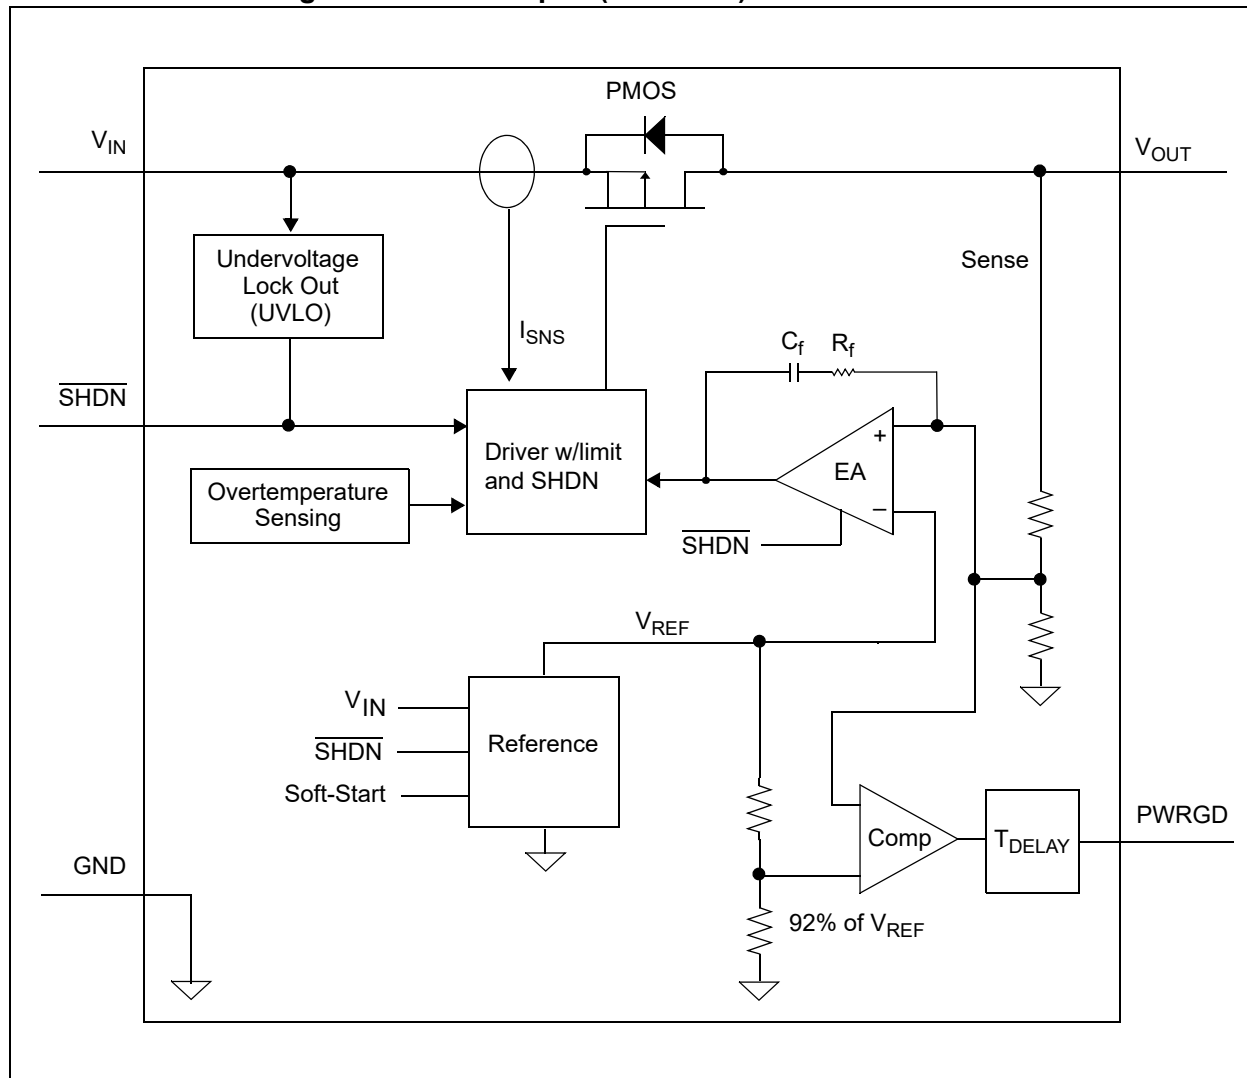 PMOS
V_IN
V_OUT
Undervoltage
Lock Out
(UVLO)
Sense
I_SNS
C_f
R_f
SHDN
Driver w/limit
and SHDN
+
EA
−
Overtemperature
Sensing
SHDN
V_REF
V_IN
SHDN
Soft-Start
Reference
Comp
T_DELAY
PWRGD
GND
92% of V_REF